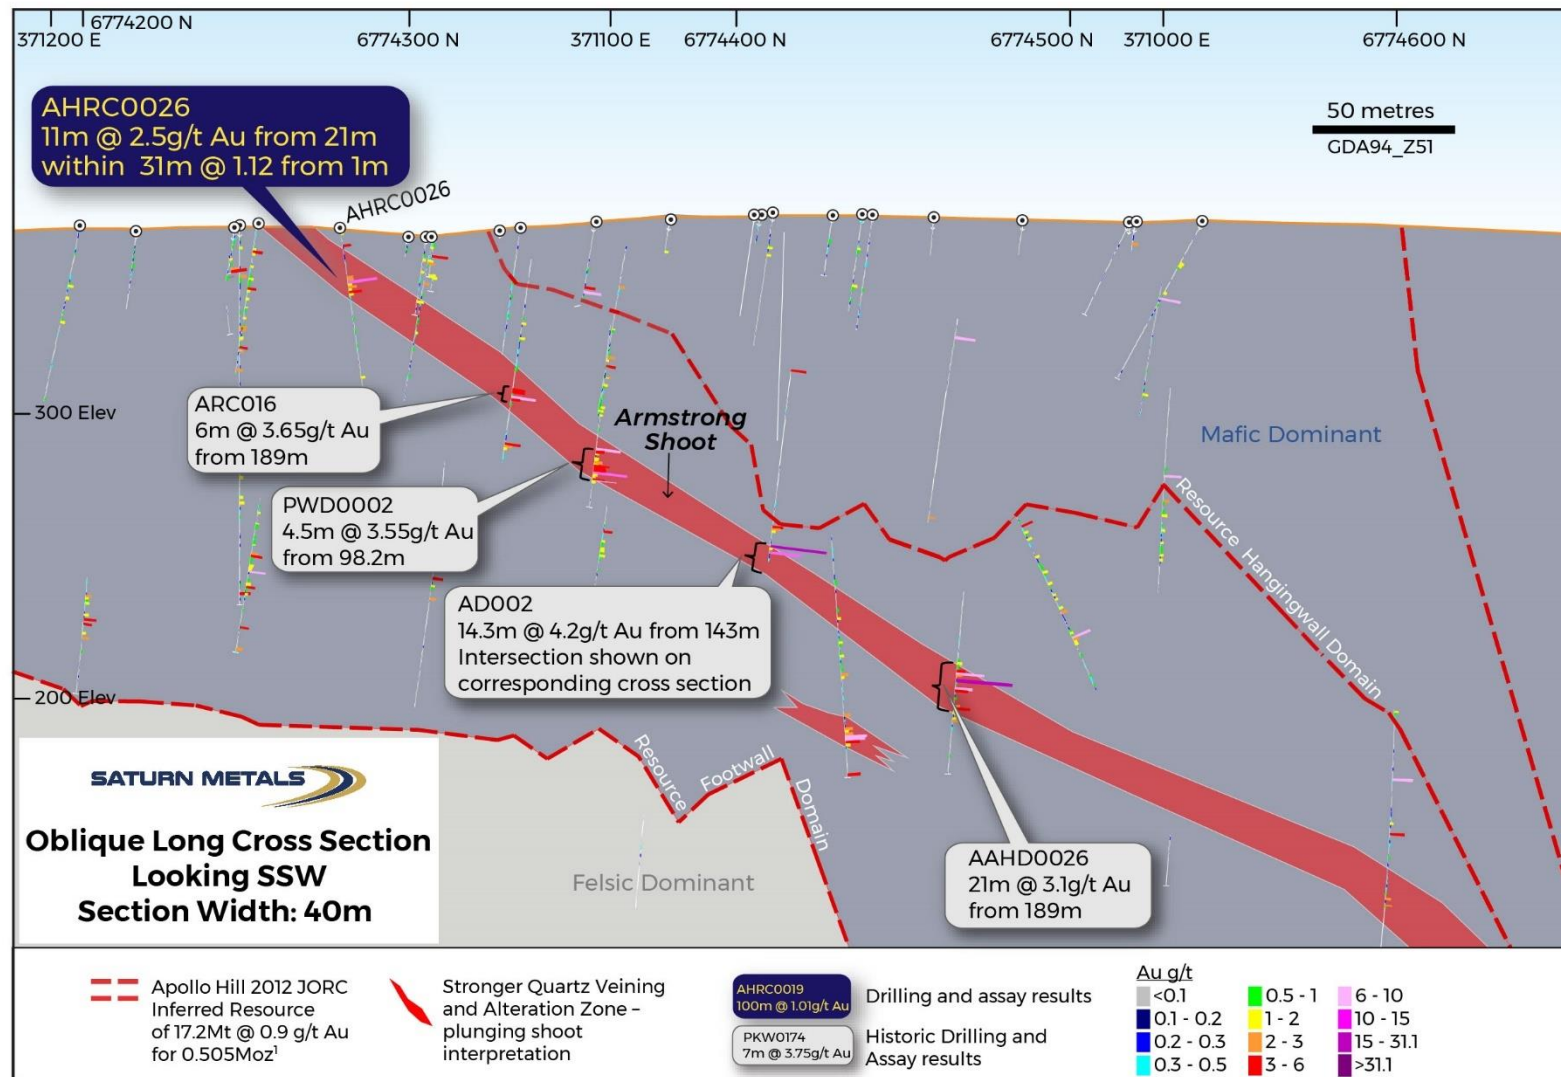 371200 E
6774200 N
6774300 N
371100 E
6774400 N
6774500 N
371000 E
6774600 N
50 metres
GDA94_Z51
AHRC0026
11m @ 2.5g/t Au from 21m
within 31m @ 1.12 from 1m
AHRC0026
300 Elev
ARC016
6m @ 3.65g/t Au
from 189m
Armstrong
Shoot
Mafic Dominant
PWD0002
4.5m @ 3.55g/t Au
from 98.2m
Resource Hangingwall Domain
AD002
14.3m @ 4.2g/t Au from 143m
Intersection shown on
corresponding cross section
200 Elev
Resource Footwall Domain
SATURN METALS
Oblique Long Cross Section
Looking SSW
Section Width: 40m
Felsic Dominant
AAHD0026
21m @ 3.1g/t Au
from 189m
Apollo Hill 2012 JORC
Inferred Resource
of 17.2Mt @ 0.9 g/t Au
for 0.505Moz¹
Stronger Quartz Veining
and Alteration Zone –
plunging shoot
interpretation
AHRC0019
100m @ 1.01g/t Au
Drilling and assay results
PKW0174
7m @ 3.75g/t Au
Historic Drilling and
Assay results
Au g/t
<0.1
0.1 - 0.2
0.2 - 0.3
0.3 - 0.5
0.5 - 1
1 - 2
2 - 3
3 - 6
6 - 10
10 - 15
15 - 31.1
>31.1